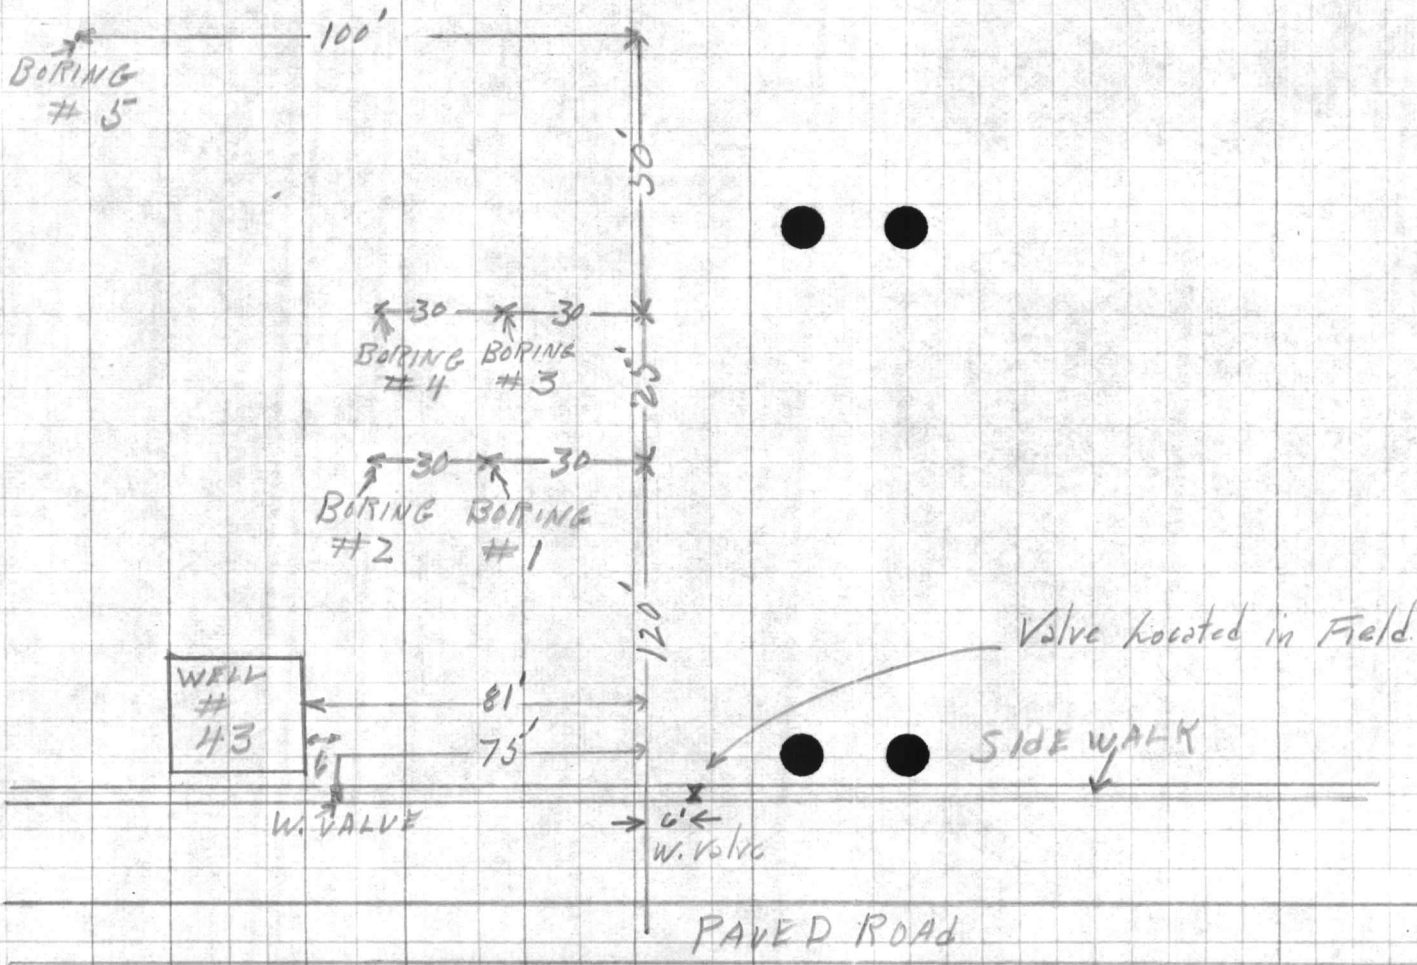 100'
BORING
# 5
50'
30 30
BORING
# 4
BORING
# 3
25'
30 30
BORING
#2
BORING
# 1
120'
Valve Located in Field
WELL
#
43
81'
75'
6'
SIDE WALK
W. VALVE
6'
W. Valve
PAVED ROAD